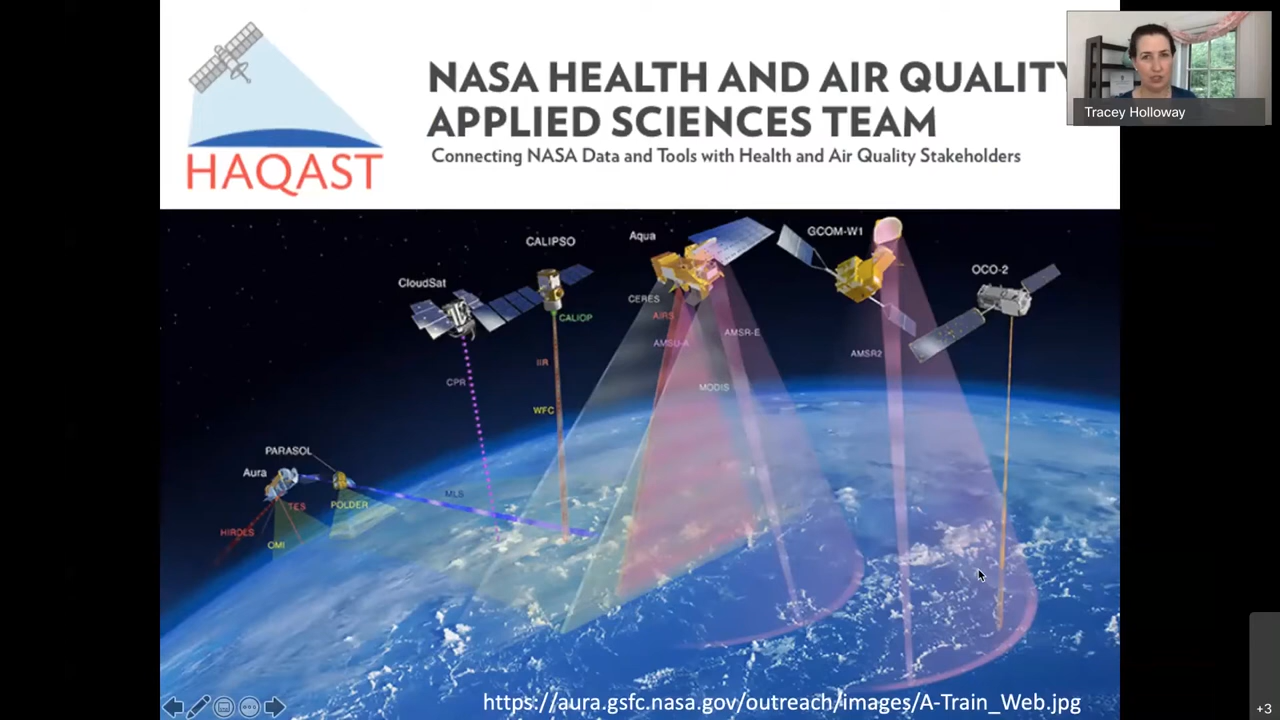 NASA HEALTH AND AIR QUALITY
APPLIED SCIENCES TEAM
Connecting NASA Data and Tools with Health and Air Quality Stakeholders
HAQAST
Tracey Holloway
CALIPSO
Aqua
GCOM-W1
OCO-2
CloudSat
CERES
CALIOP
AIRS
AMSU-A
AMSR-E
AMSR2
IIR
CPR
MODIS
WFC
PARASOL
Aura
MLS
TES
POLDER
HIRDLS
OMI
https://aura.gsfc.nasa.gov/outreach/images/A-Train_Web.jpg
+3